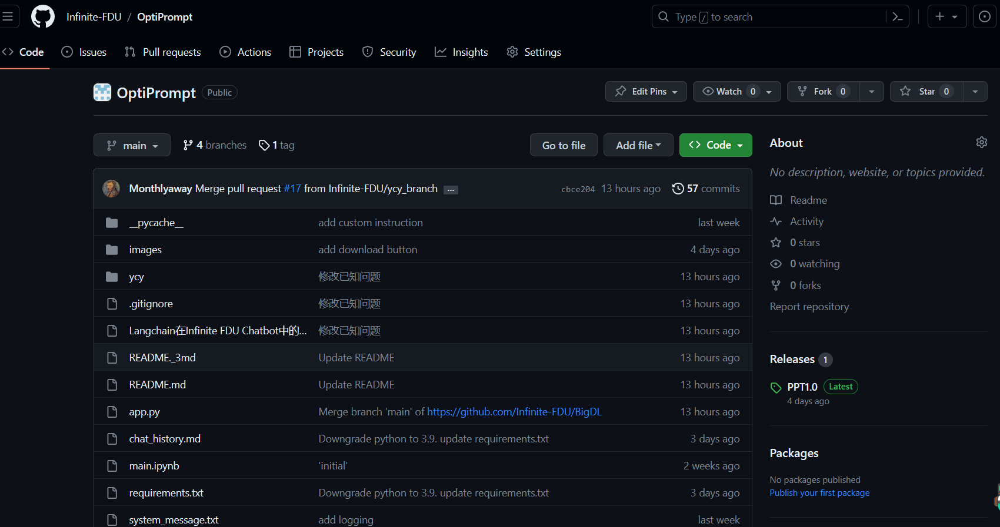 Infinite-FDU / OptiPrompt
Type / to search
Code Issues Pull requests Actions Projects Security Insights Settings
OptiPrompt Public
Edit Pins Watch 0 Fork 0 Star 0
main 4 branches 1 tag
Go to file Add file Code
Monthlyaway Merge pull request #17 from Infinite-FDU/ycy_branch ... cbce204 13 hours ago 57 commits
__pycache__ add custom instruction last week
images add download button 4 days ago
ycy 修改已知问题 13 hours ago
.gitignore 修改已知问题 13 hours ago
Langchain在Infinite FDU Chatbot中的... 修改已知问题 13 hours ago
README._3md Update README 13 hours ago
README.md Update README 13 hours ago
app.py Merge branch 'main' of https://github.com/Infinite-FDU/BigDL 13 hours ago
chat_history.md Downgrade python to 3.9. update requirements.txt 3 days ago
main.ipynb 'initial' 2 weeks ago
requirements.txt Downgrade python to 3.9. update requirements.txt 3 days ago
system_message.txt add logging last week
About
No description, website, or topics provided.
Readme
Activity
0 stars
0 watching
0 forks
Report repository
Releases 1
PPT1.0 Latest
4 days ago
Packages
No packages published
Publish your first package